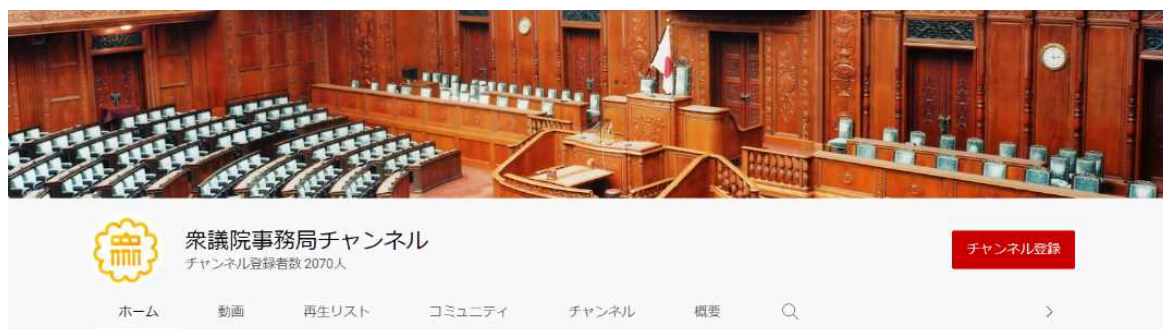 衆議院事務局チャンネル
チャンネル登録者数 2070人
チャンネル登録
ホーム 動画 再生リスト コミュニティ チャンネル 概要